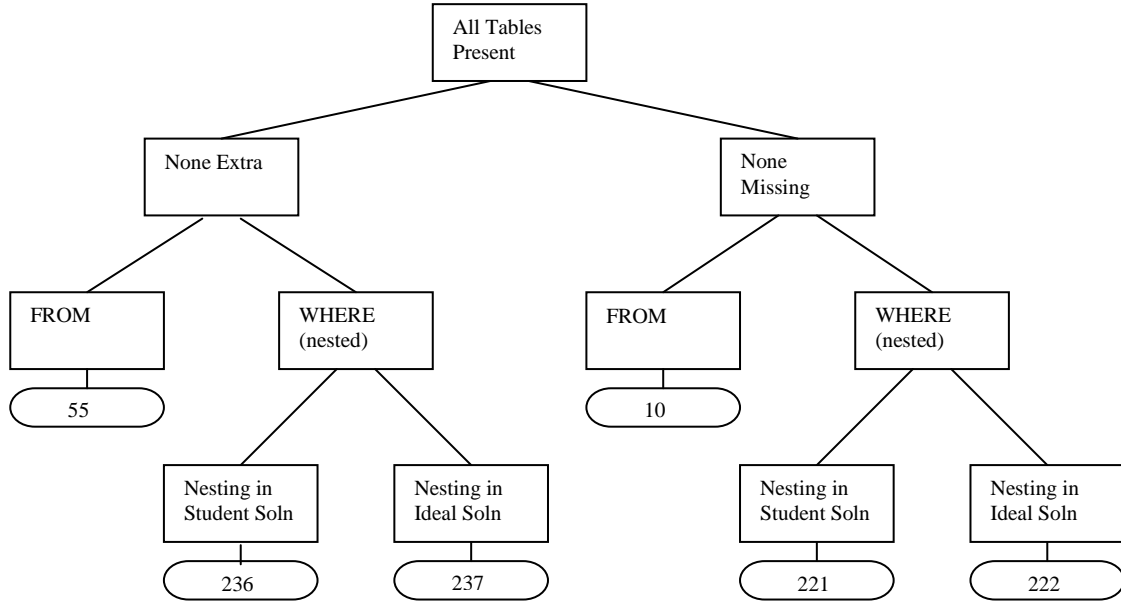 All Tables
Present
None Extra
None
Missing
FROM
WHERE
(nested)
FROM
WHERE
(nested)
55
10
Nesting in
Student Soln
Nesting in
Ideal Soln
Nesting in
Student Soln
Nesting in
Ideal Soln
236
237
221
222